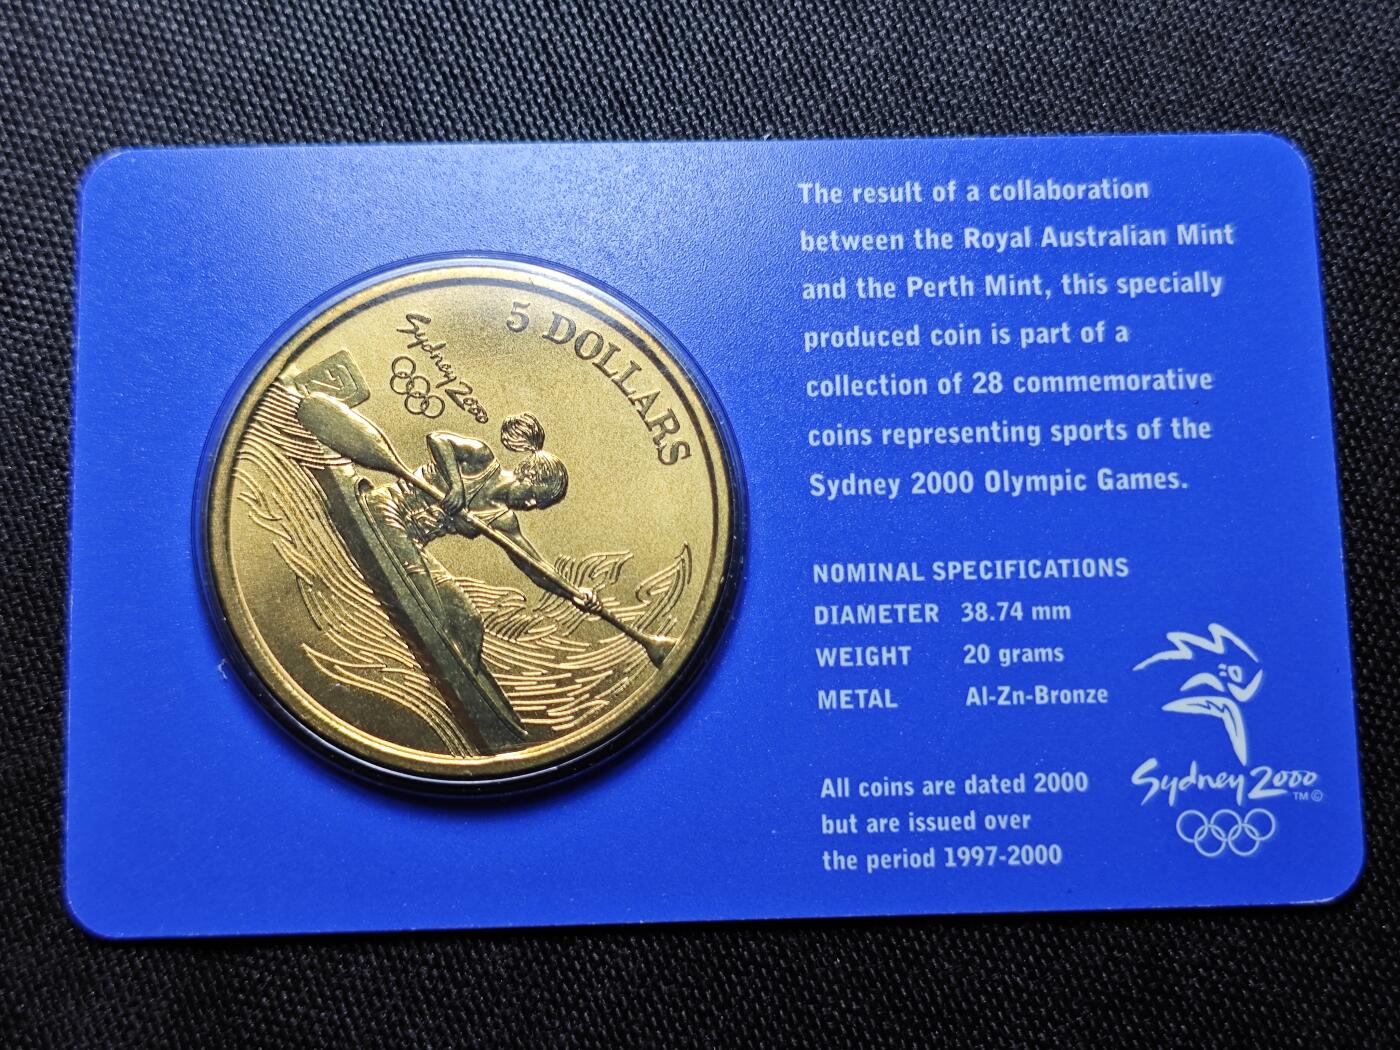 5 DOLLARS
Sydney 2000
7
The result of a collaboration
between the Royal Australian Mint
and the Perth Mint, this specially
produced coin is part of a
collection of 28 commemorative
coins representing sports of the
Sydney 2000 Olympic Games.
NOMINAL SPECIFICATIONS
DIAMETER 38.74 mm
WEIGHT 20 grams
METAL Al-Zn-Bronze
All coins are dated 2000
but are issued over
the period 1997-2000
Sydney 2000
TM ©